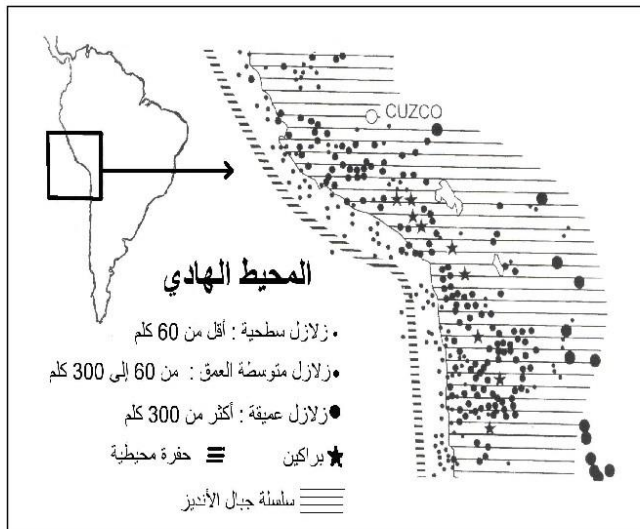 CUZCO
المحيط الهادي
زلازل سطحية : أقل من 60 كلم
زلازل متوسطة العمق : من 60 إلى 300 كلم
زلازل عميقة : أكثر من 300 كلم
براكين
حفرة محيطية
سلسلة جبال الأنديز